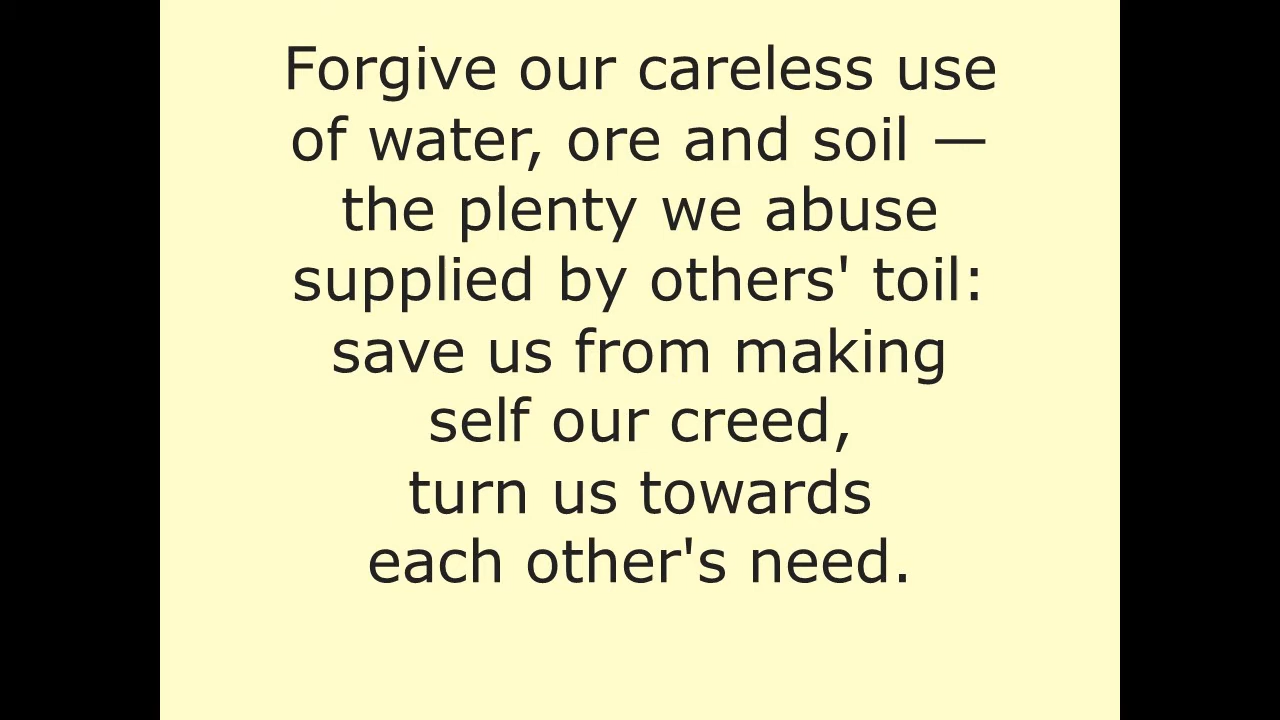 Forgive our careless use
of water, ore and soil —
the plenty we abuse
supplied by others' toil:
save us from making
self our creed,
turn us towards
each other's need.